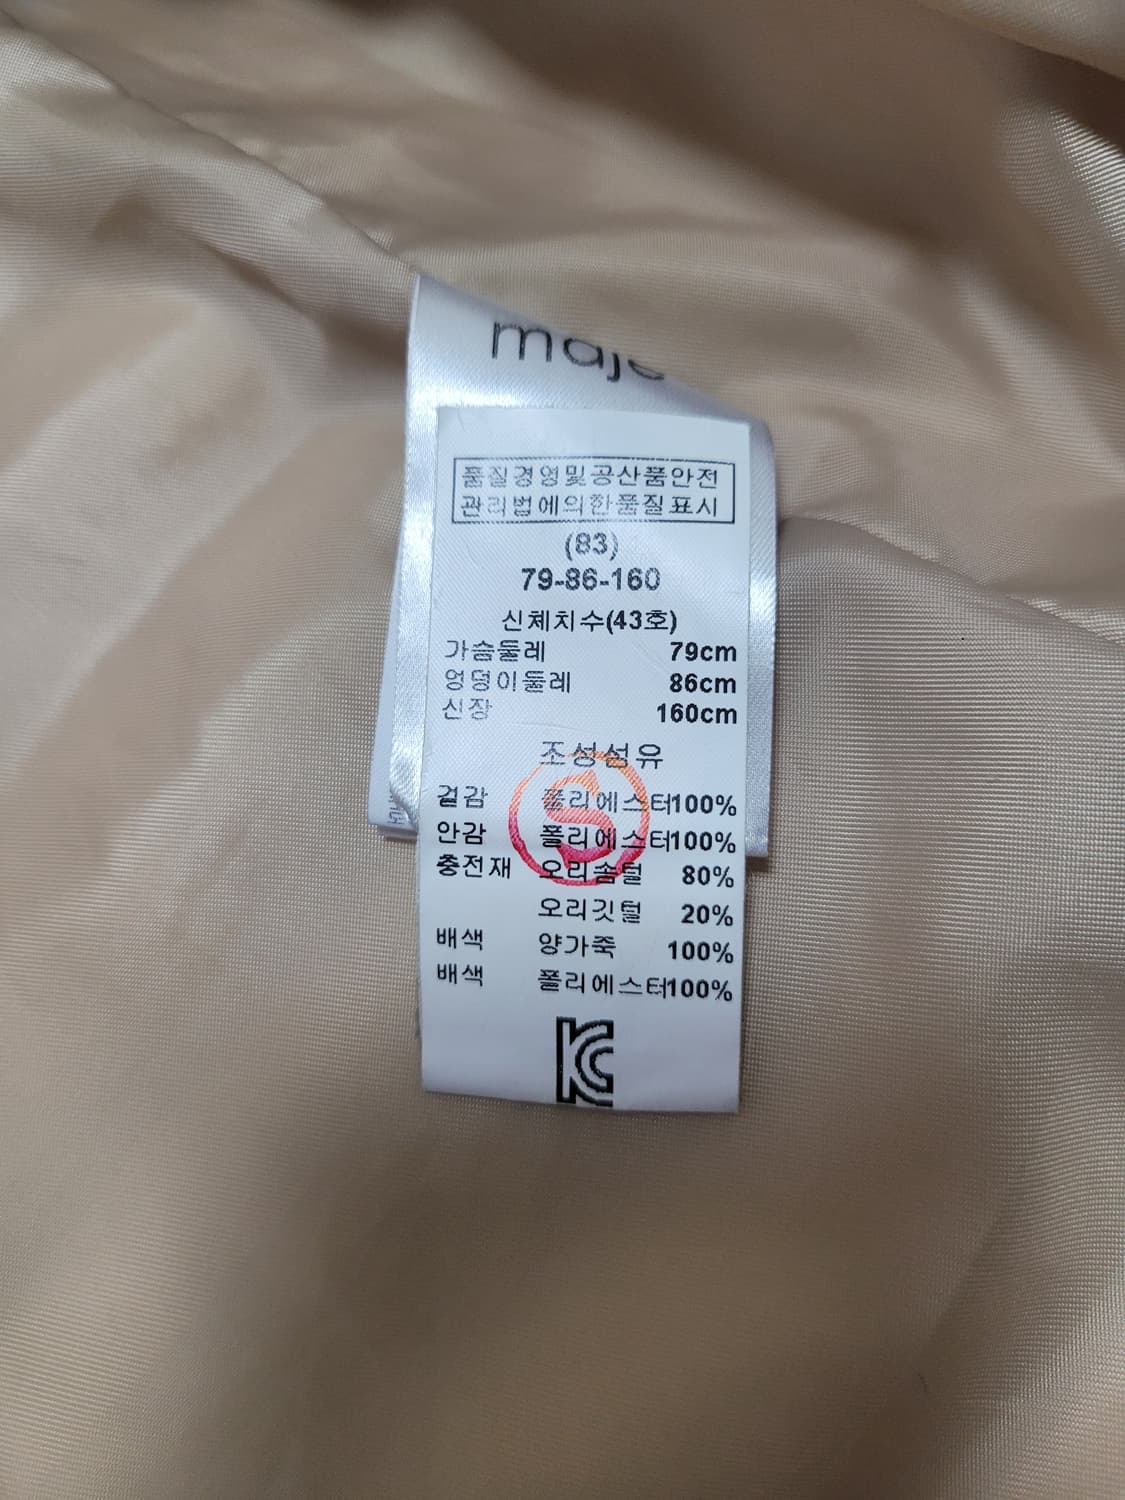 maje
품질경영및공산품안전
관리법에의한품질표시
(83)
79-86-160
신체치수(43호)
가슴둘레 79cm
엉덩이둘레 86cm
신장 160cm
조성섬유
겉감 폴리에스터100%
안감 폴리에스터100%
충전재 오리솜털 80%
오리깃털 20%
배색 양가죽 100%
배색 폴리에스터100%
KC